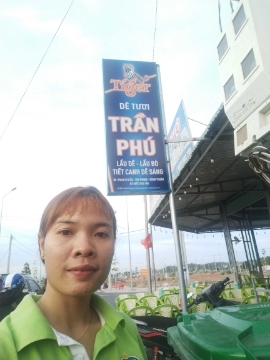 Tiger
DÊ TƯƠI
TRẦN
PHÚ
LẨU DÊ - LẨU BÒ
TIẾT CANH DÊ SÁNG